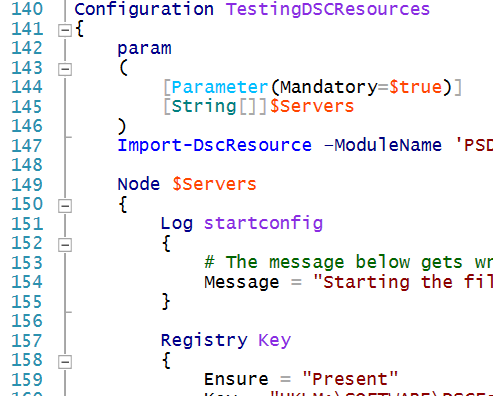 140 Configuration TestingDSCResources
141 {
142     param
143     (
144         [Parameter(Mandatory=$true)]
145         [String[]]$Servers
146     )
147     Import-DscResource –ModuleName 'PSD
148
149     Node $Servers
150     {
151         Log startconfig
152         {
153             # The message below gets wr
154             Message = "Starting the fil
155         }
156
157         Registry Key
158         {
159             Ensure = "Present"